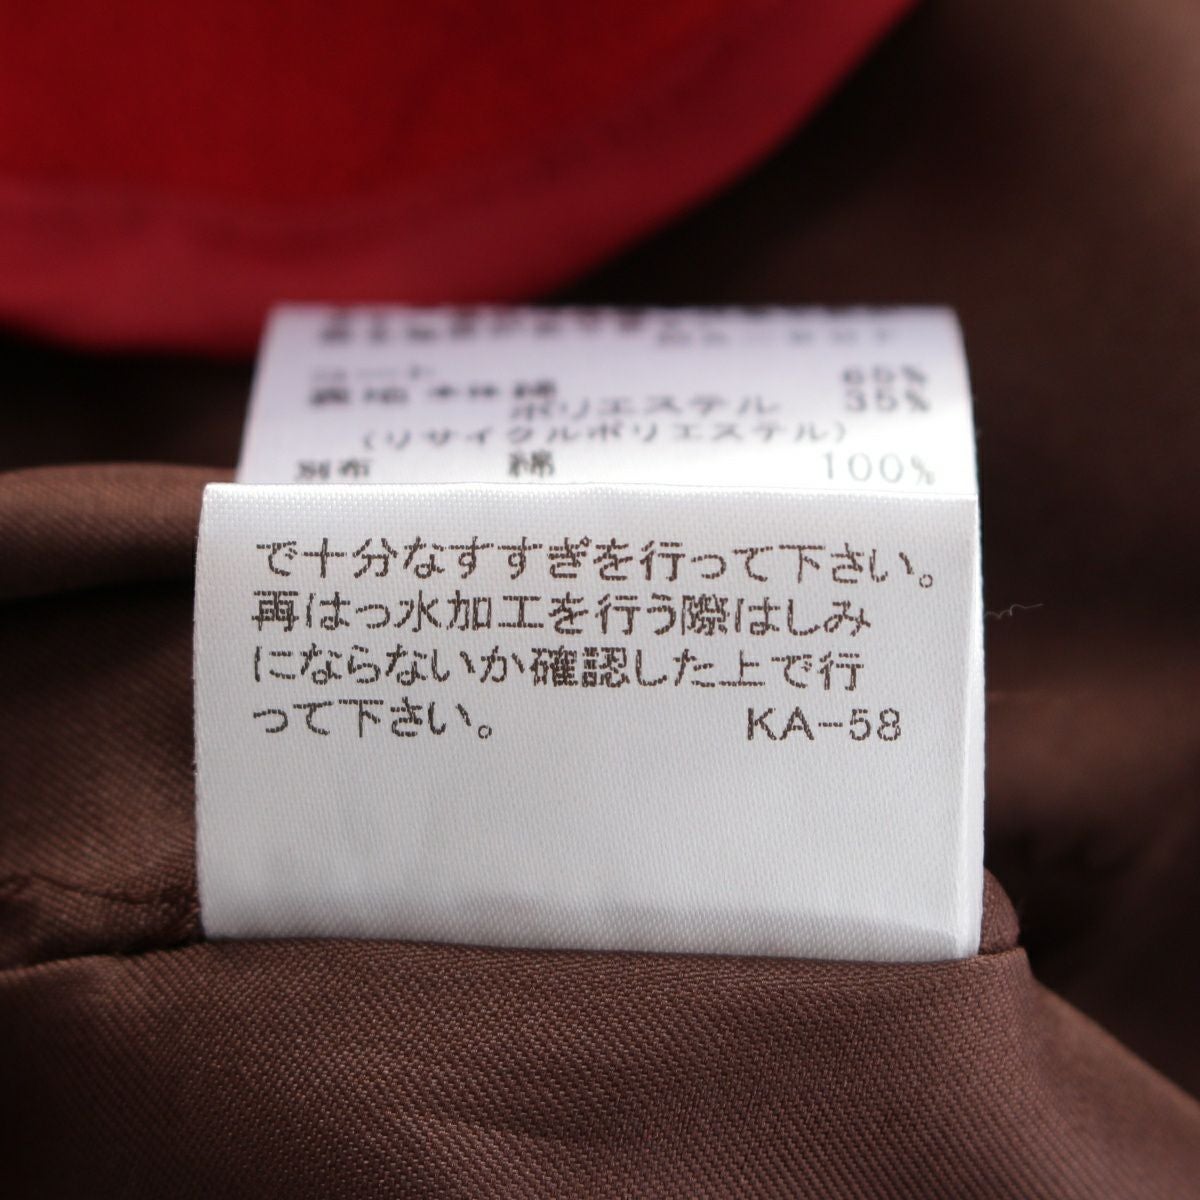 コート
表地 本体 綿 65%
ポリエステル 35%
(リサイクルポリエステル)
別布 綿 100%
で十分なすすぎを行って下さい。
再はっ水加工を行う際はしみ
にならないか確認した上で行
って下さい。 KA-58